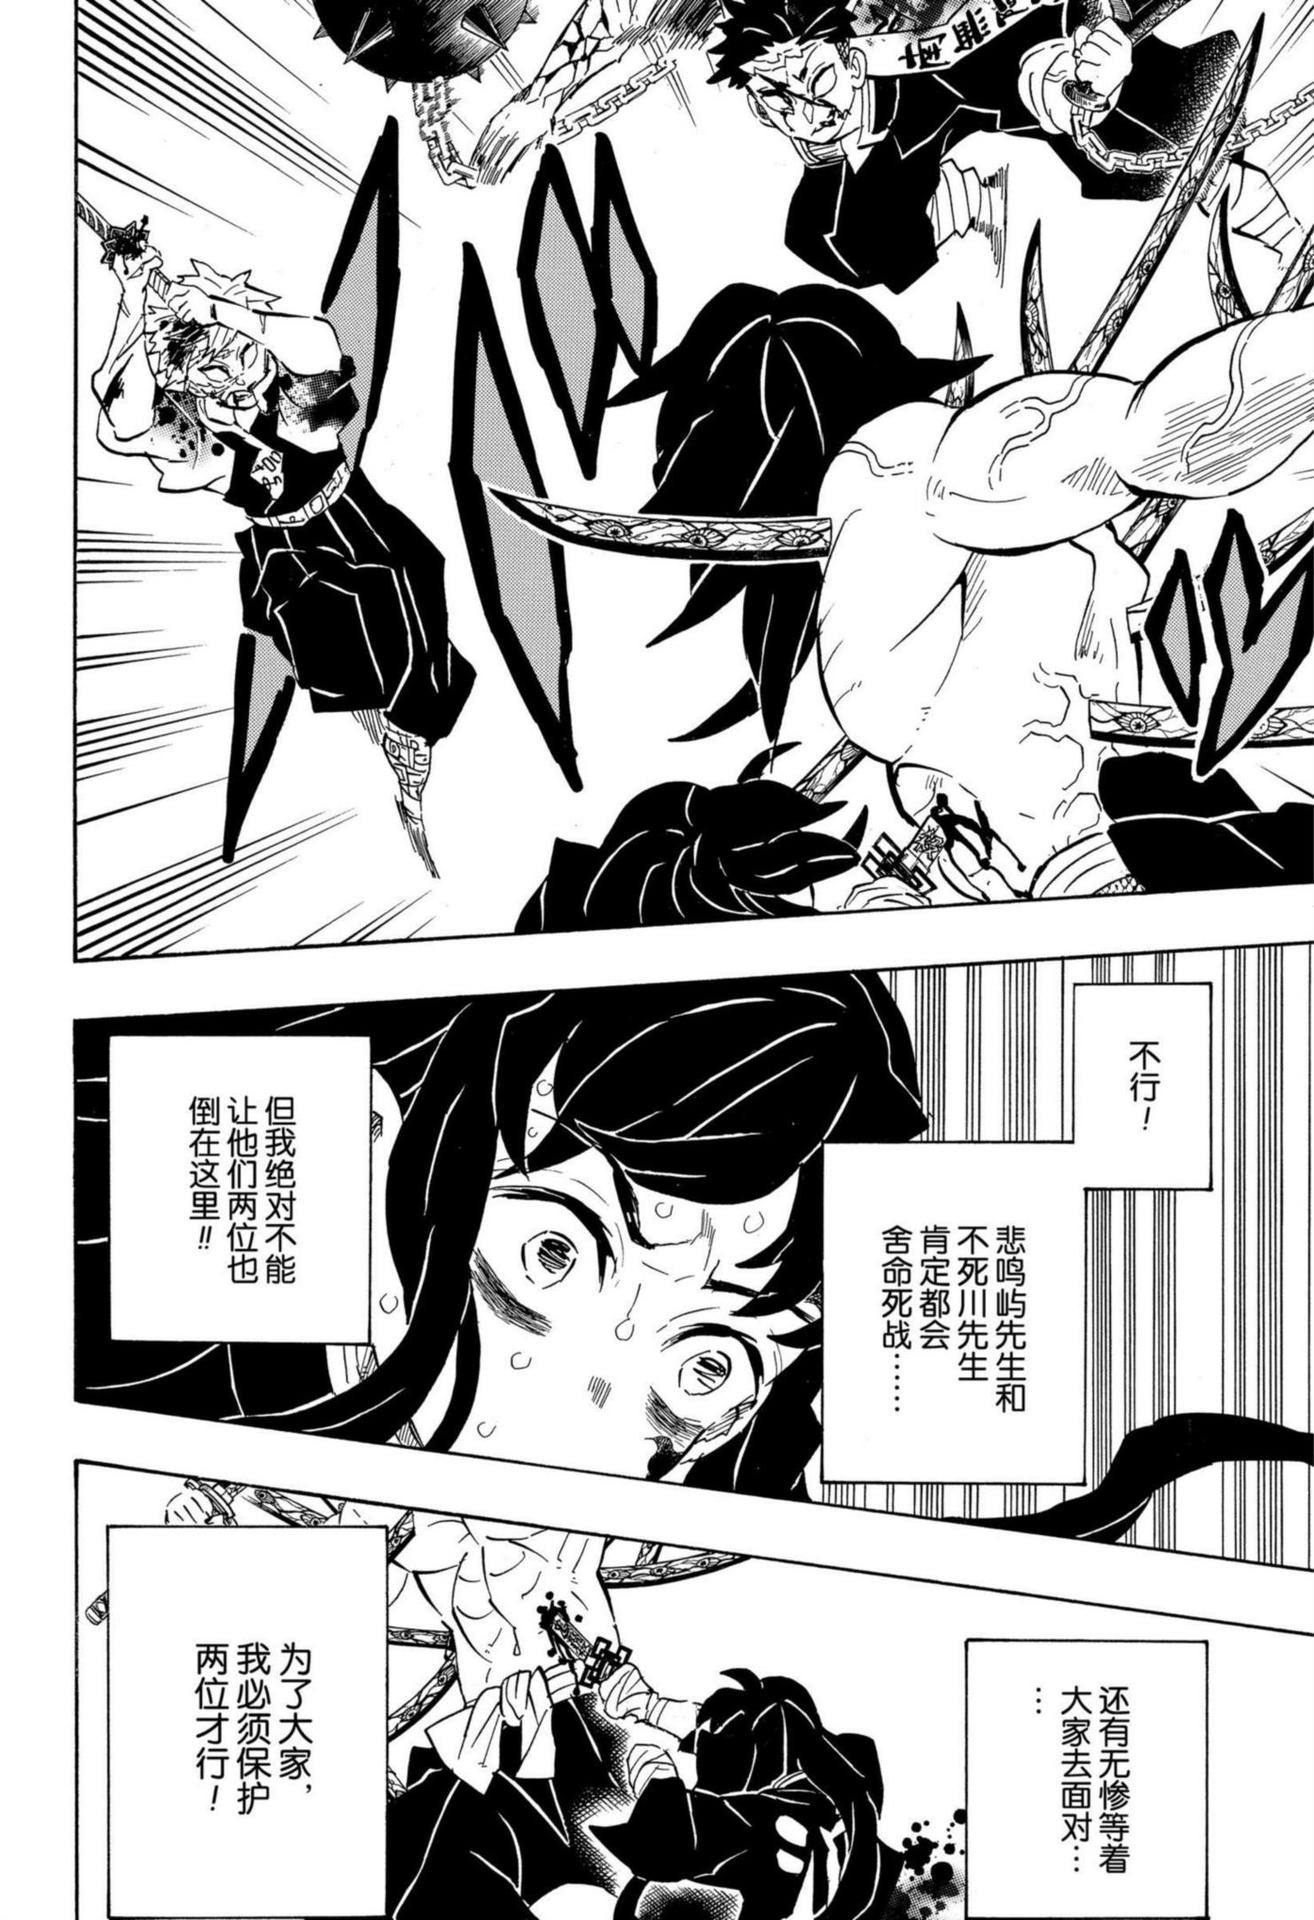 不行！
悲鸣屿先生和
不死川先生
肯定都会
舍命死战……
但我绝对不能
让他们两位也
倒在这里!!
还有无惨等着
大家去面对…
…
为了大家，
我必须保护
两位才行！